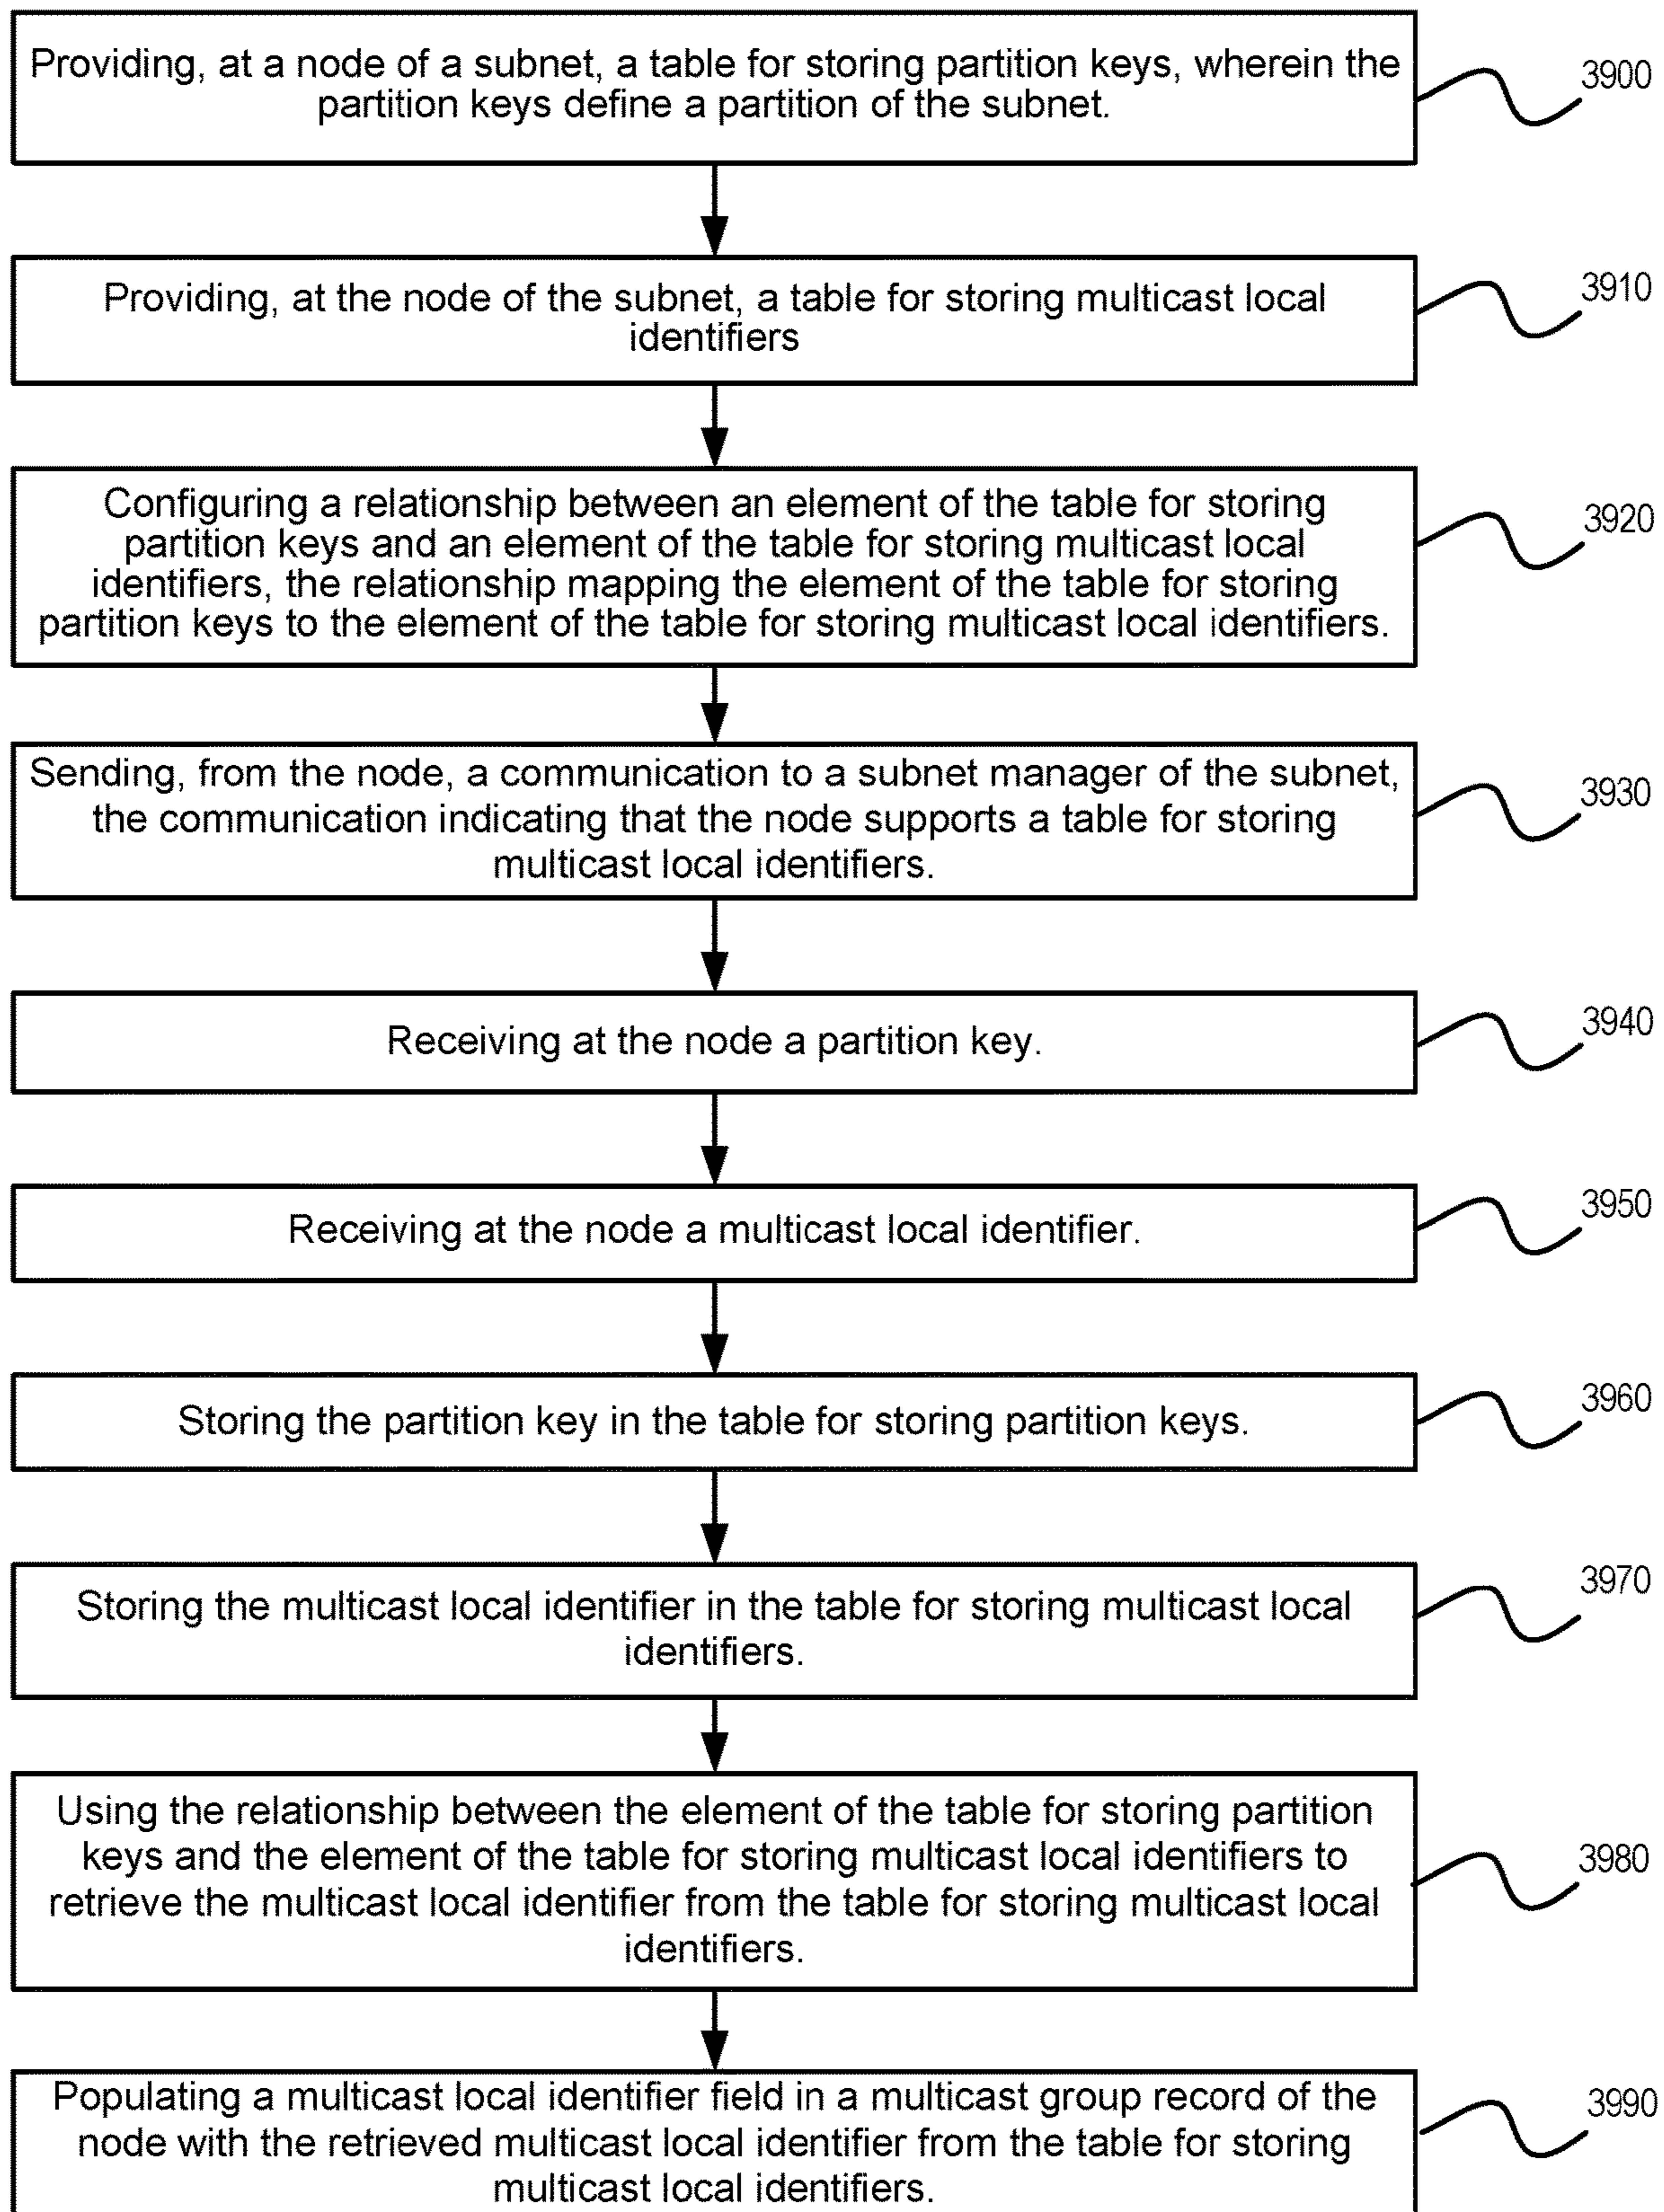 Providing, at a node of a subnet, a table for storing partition keys, wherein the
partition keys define a partition of the subnet.
3900
Providing, at the node of the subnet, a table for storing multicast local
identifiers
3910
Configuring a relationship between an element of the table for storing
partition keys and an element of the table for storing multicast local
identifiers, the relationship mapping the element of the table for storing
partition keys to the element of the table for storing multicast local identifiers.
3920
Sending, from the node, a communication to a subnet manager of the subnet,
the communication indicating that the node supports a table for storing
multicast local identifiers.
3930
Receiving at the node a partition key.
3940
Receiving at the node a multicast local identifier.
3950
Storing the partition key in the table for storing partition keys.
3960
Storing the multicast local identifier in the table for storing multicast local
identifiers.
3970
Using the relationship between the element of the table for storing partition
keys and the element of the table for storing multicast local identifiers to
retrieve the multicast local identifier from the table for storing multicast local
identifiers.
3980
Populating a multicast local identifier field in a multicast group record of the
node with the retrieved multicast local identifier from the table for storing
multicast local identifiers.
3990